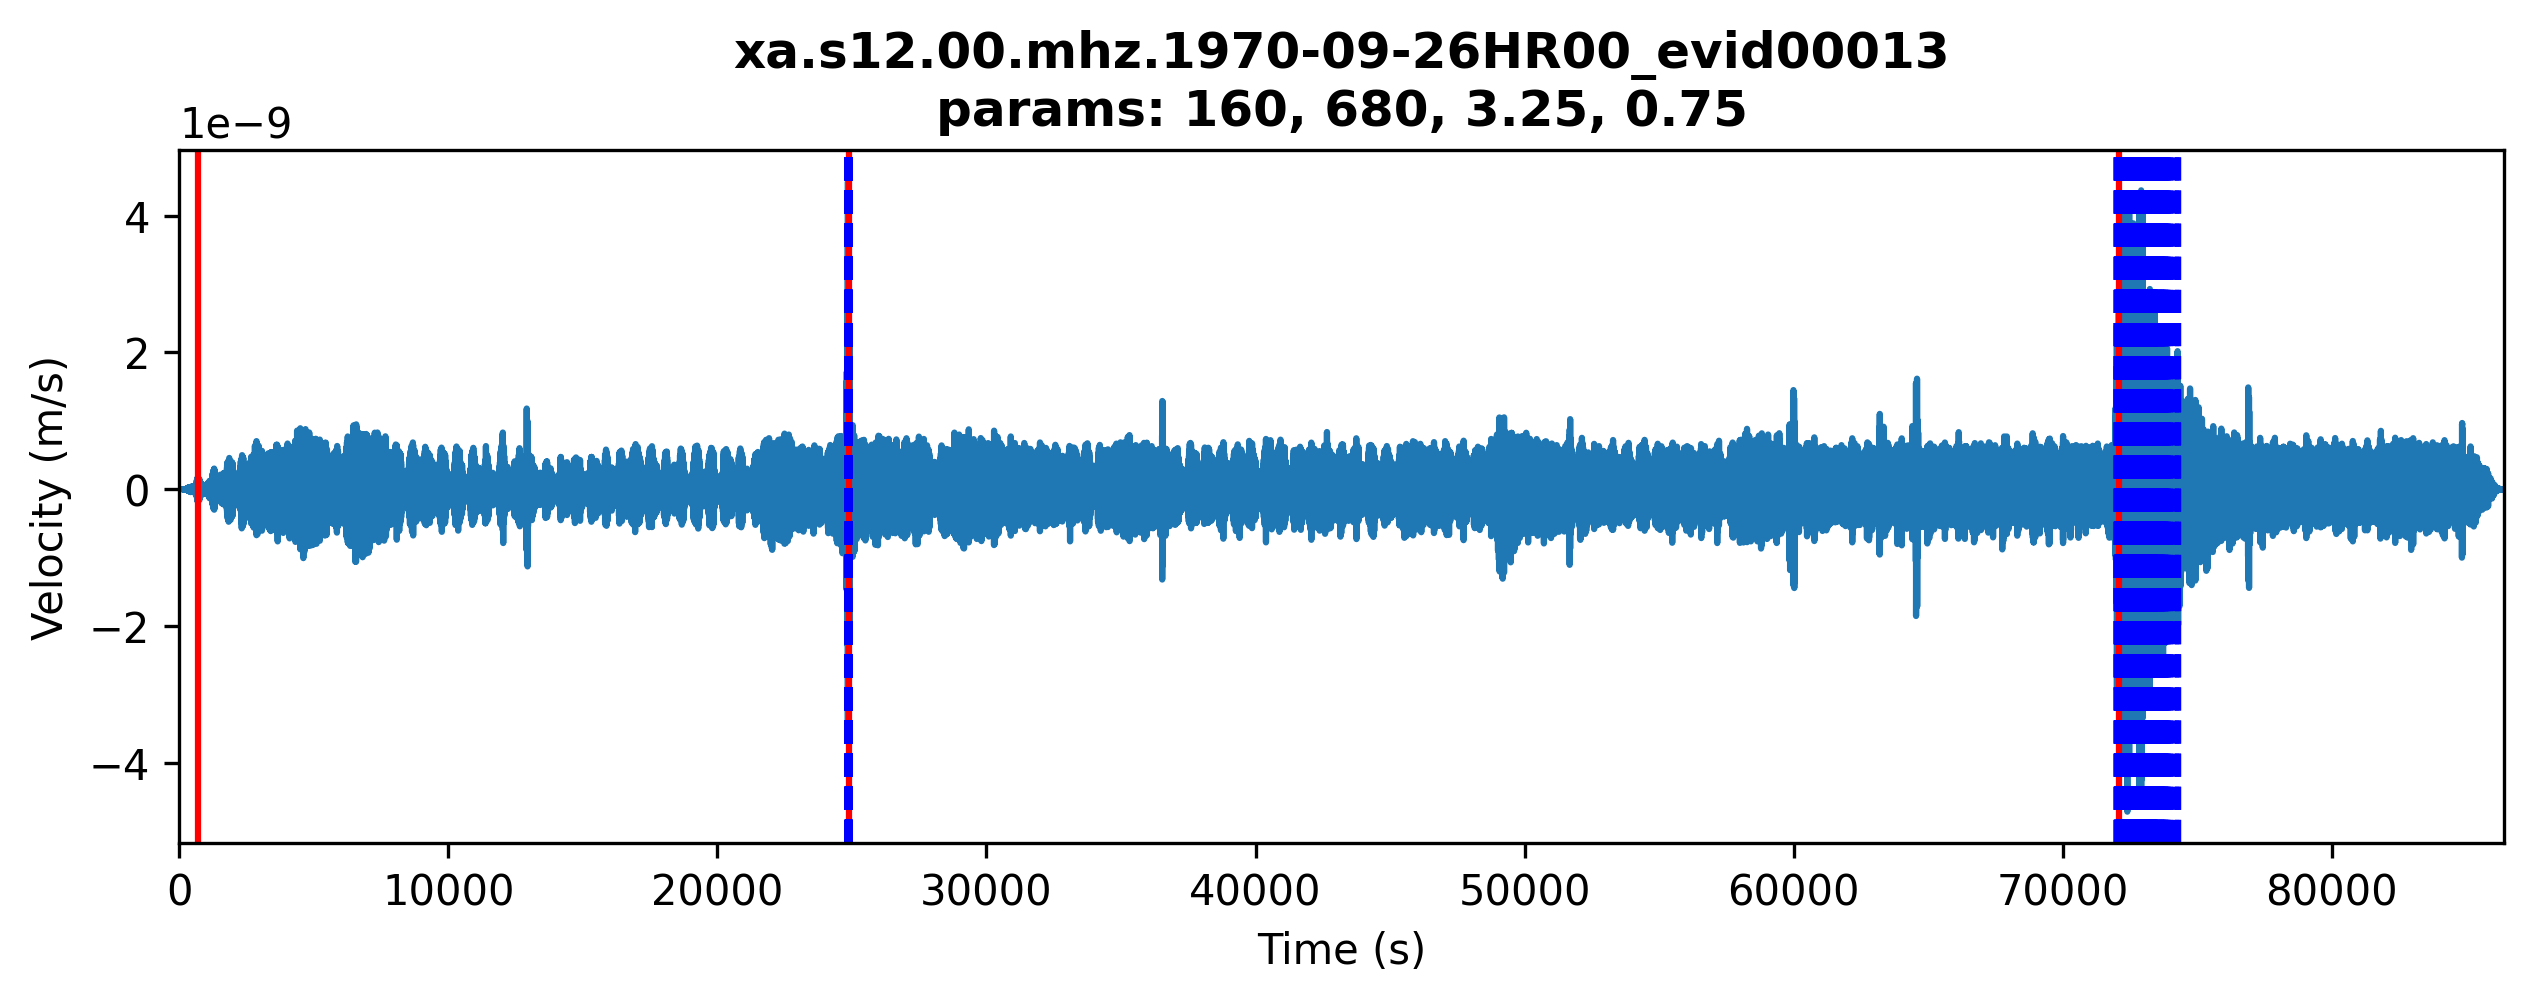 xa.s12.00.mhz.1970-09-26HR00_evid00013
params: 160, 680, 3.25, 0.75
1e−9
4
2
0
−2
−4
Velocity (m/s)
0 10000 20000 30000 40000 50000 60000 70000 80000
Time (s)